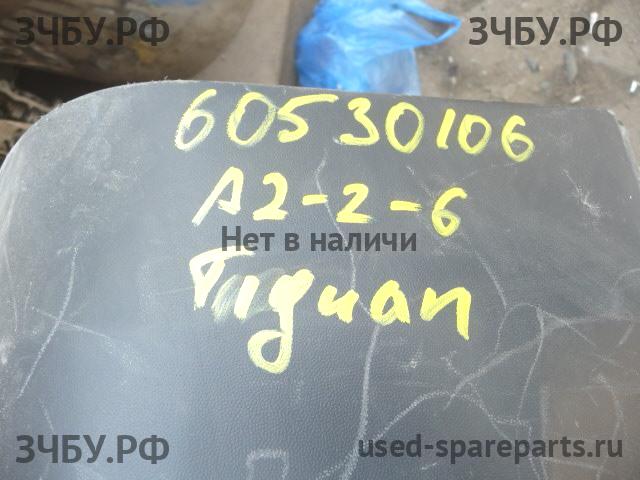 ЗЧБУ.РФ ЗЧБУ.РФ
60530106
A2-2-6
Нет в наличи
Tiguan
ЗЧБУ.РФ used-spareparts.ru